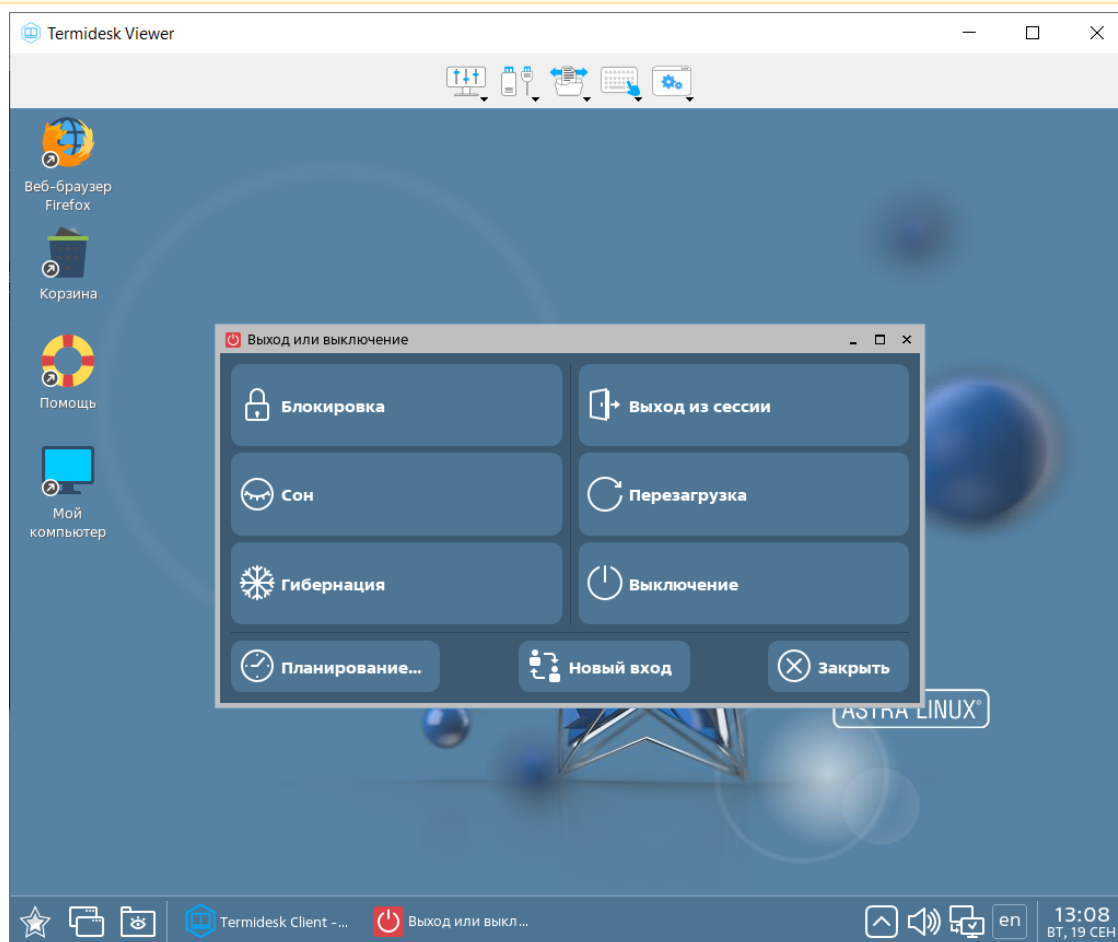 Termidesk Viewer
Веб-браузер
Firefox
Корзина
Помощь
Мой
компьютер
Выход или выключение
Блокировка
Выход из сессии
Сон
Перезагрузка
Гибернация
Выключение
Планирование...
Новый вход
Закрыть
ASTRA LINUX®
Termidesk Client -...
Выход или выкл...
en
13:08
ВТ, 19 СЕН